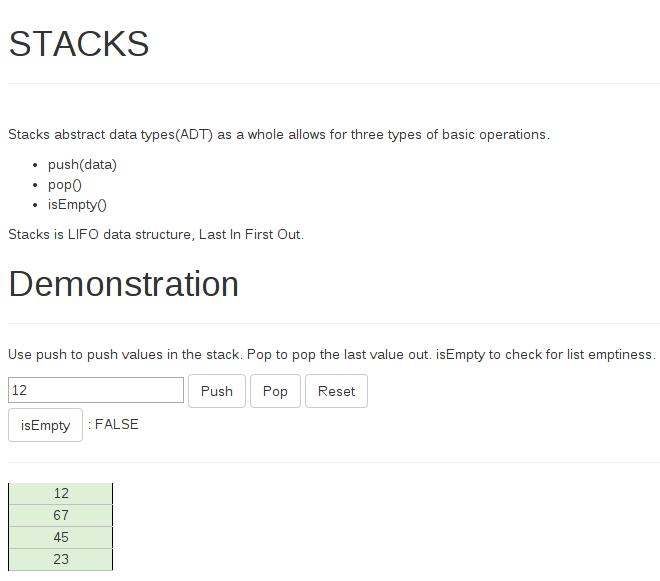 STACKS
Stacks abstract data types(ADT) as a whole allows for three types of basic operations.
• push(data)
• pop()
• isEmpty()
Stacks is LIFO data structure, Last In First Out.
Demonstration
Use push to push values in the stack. Pop to pop the last value out. isEmpty to check for list emptiness.
12 Push Pop Reset
isEmpty : FALSE
12
67
45
23